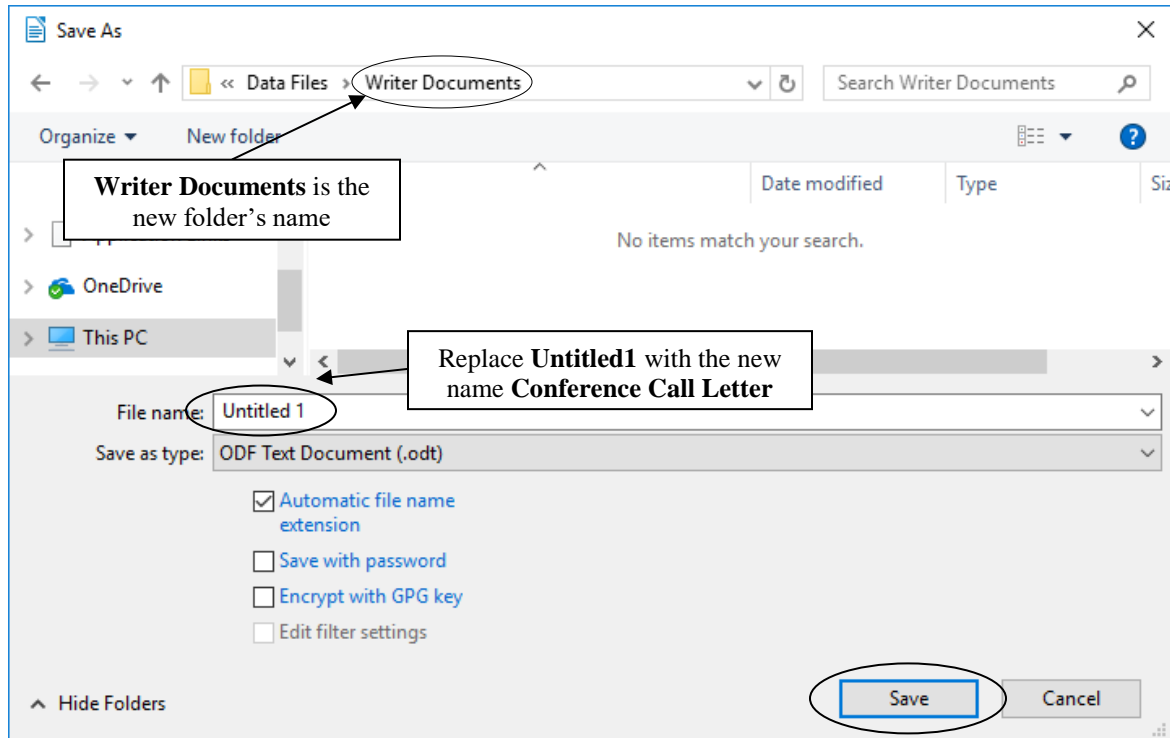 Save As
« Data Files › Writer Documents
Search Writer Documents
Organize
New folder
?
Writer Documents is the
new folder's name
Date modified
Type
Siz
No items match your search.
OneDrive
This PC
Replace Untitled1 with the new
name Conference Call Letter
File name: Untitled 1
Save as type: ODF Text Document (.odt)
Automatic file name
extension
Save with password
Encrypt with GPG key
Edit filter settings
Hide Folders
Save
Cancel